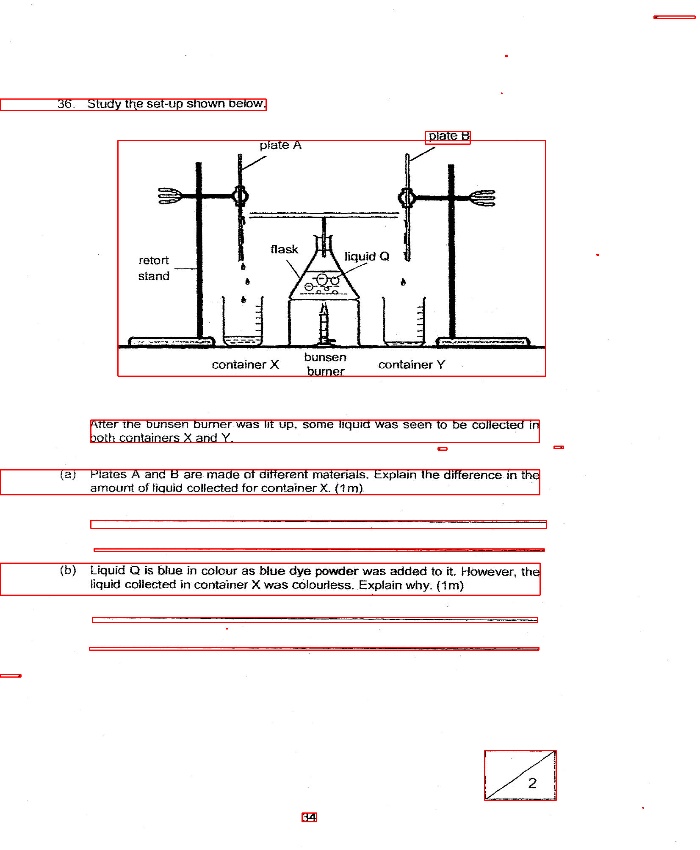 36. Study the set-up shown below.
plate B
plate A
flask
liquid Q
retort
stand
container X
bunsen
burner
container Y
After the bunsen burner was lit up, some liquid was seen to be collected in
both containers X and Y.
(a) Plates A and B are made of different materials. Explain the difference in the
amount of liquid collected for container X. (1m)
(b) Liquid Q is blue in colour as blue dye powder was added to it. However, the
liquid collected in container X was colourless. Explain why. (1m)
2
34